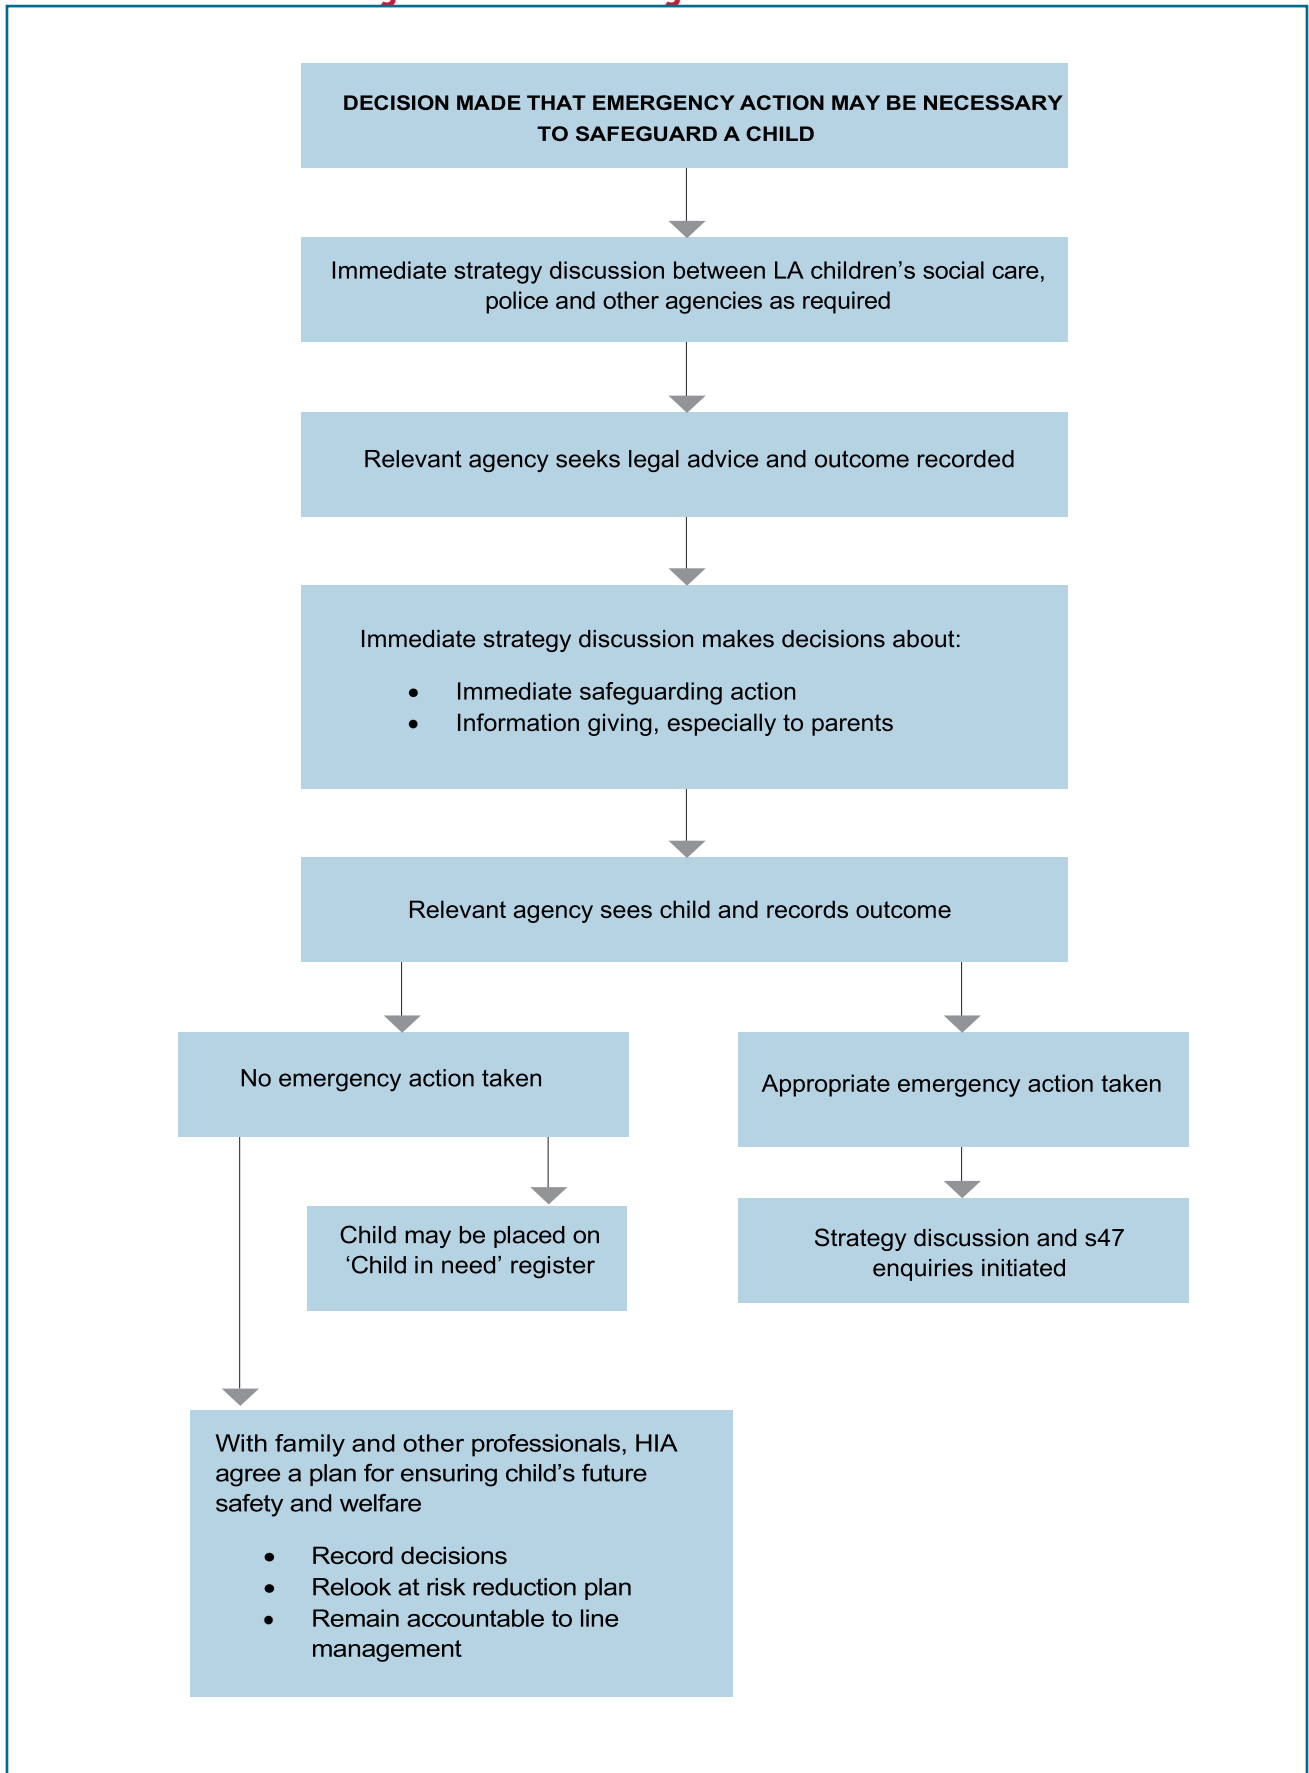 DECISION MADE THAT EMERGENCY ACTION MAY BE NECESSARY
TO SAFEGUARD A CHILD
Immediate strategy discussion between LA children’s social care,
police and other agencies as required
Relevant agency seeks legal advice and outcome recorded
Immediate strategy discussion makes decisions about:
• Immediate safeguarding action
• Information giving, especially to parents
Relevant agency sees child and records outcome
No emergency action taken
Appropriate emergency action taken
Child may be placed on
‘Child in need’ register
Strategy discussion and s47
enquiries initiated
With family and other professionals, HIA
agree a plan for ensuring child’s future
safety and welfare
• Record decisions
• Relook at risk reduction plan
• Remain accountable to line
management